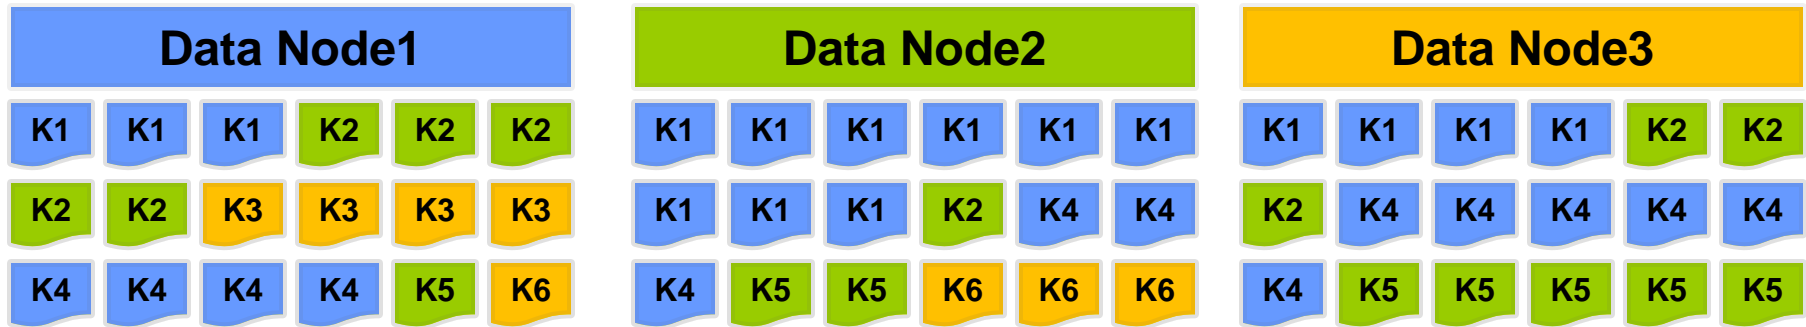 Data Node1 Data Node2 Data Node3
K1 K1 K1 K2 K2 K2 K1 K1 K1 K1 K1 K1 K1 K1 K1 K1 K2 K2
K2 K2 K3 K3 K3 K3 K1 K1 K1 K2 K4 K4 K2 K4 K4 K4 K4 K4
K4 K4 K4 K4 K5 K6 K4 K5 K5 K6 K6 K6 K4 K5 K5 K5 K5 K5